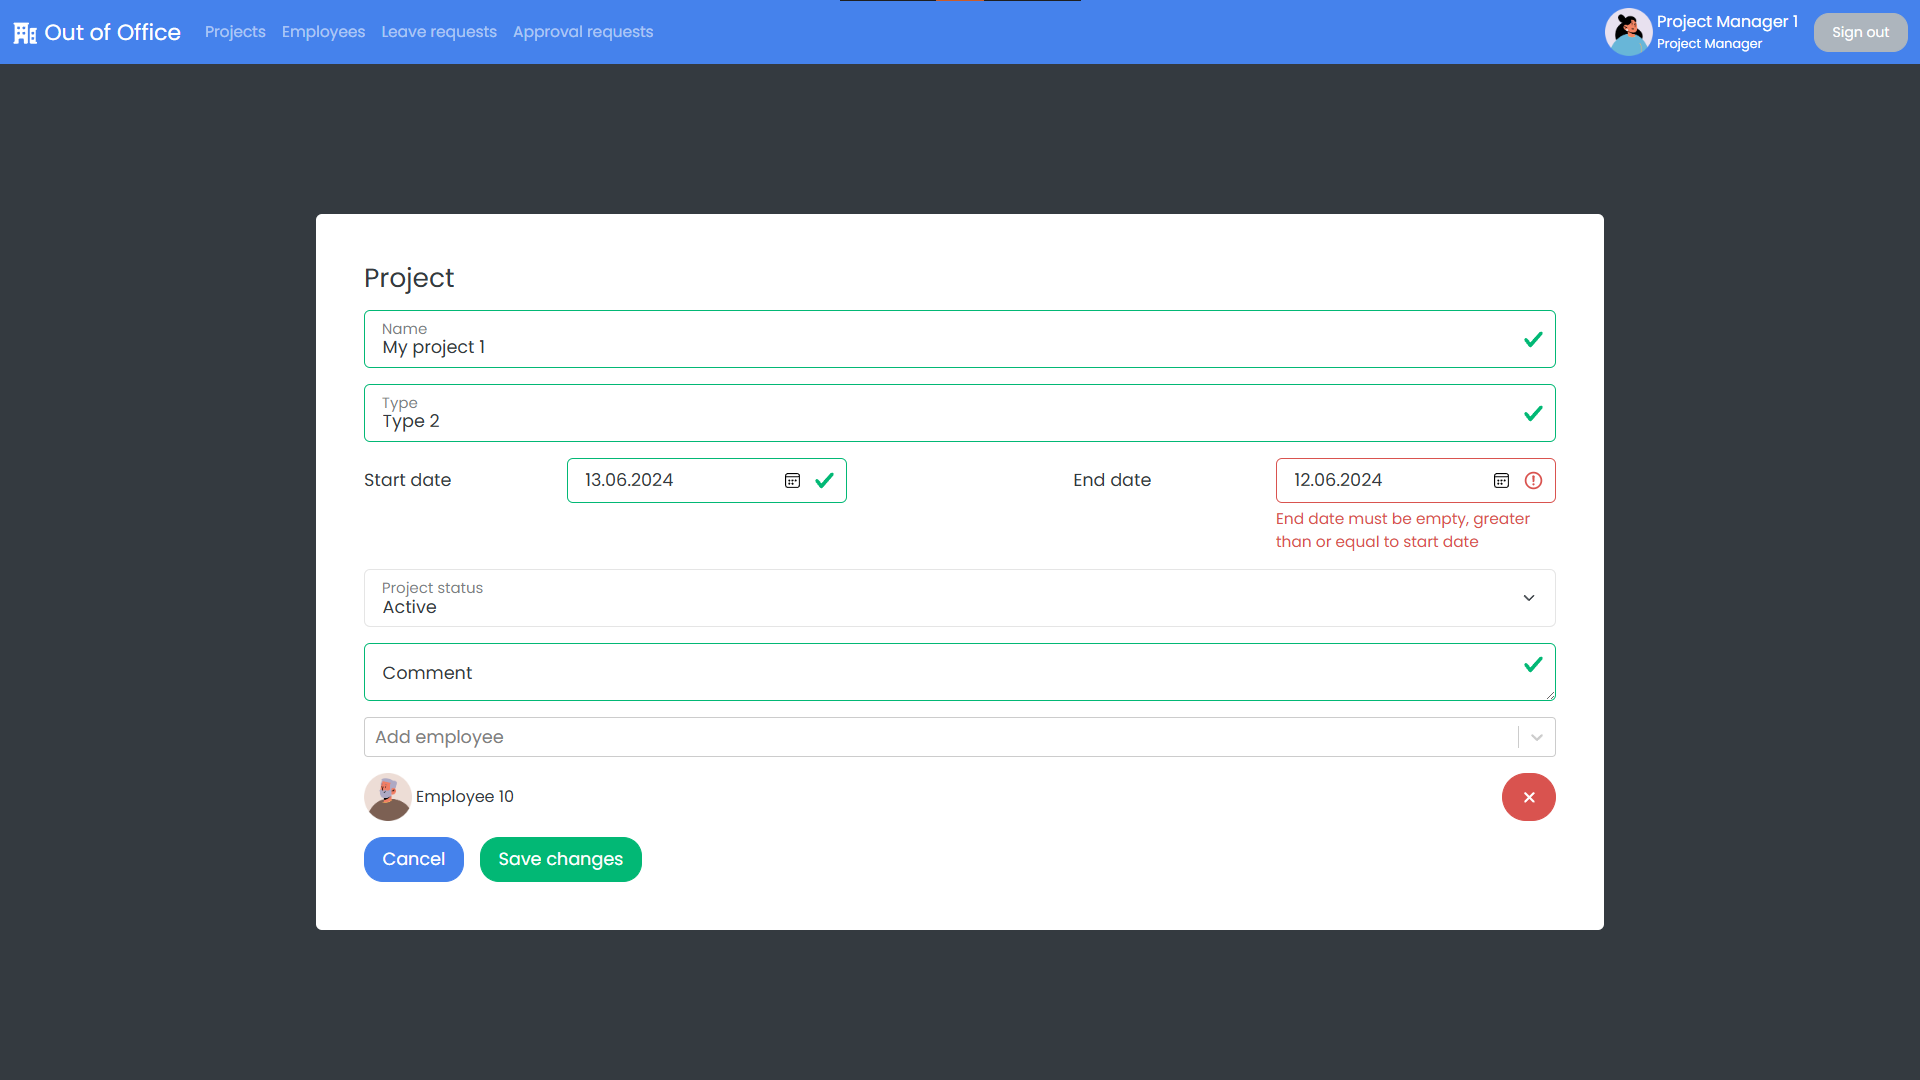 Out of Office
Projects
Employees
Leave requests
Approval requests
Project Manager 1
Project Manager
Sign out
Project
Name
My project 1
Type
Type 2
Start date
13.06.2024
End date
12.06.2024
End date must be empty, greater
than or equal to start date
Project status
Active
Comment
Add employee
Employee 10
Cancel
Save changes